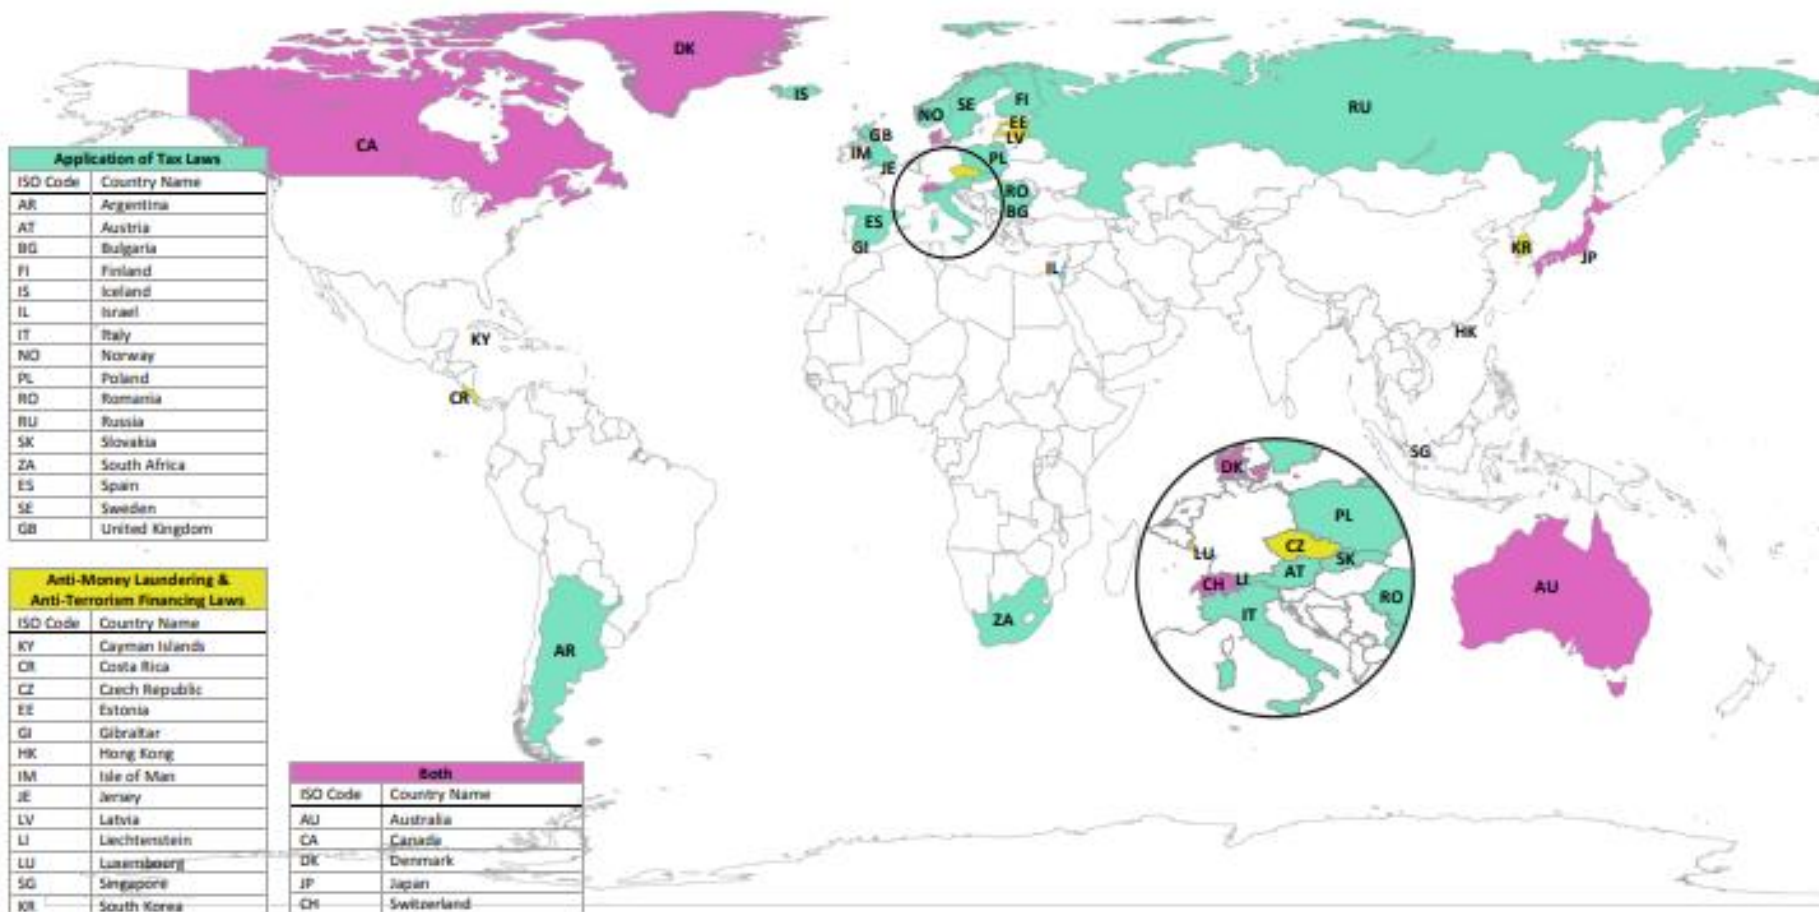 DK
IS
NO
SE
FI
RU
EE
LV
GB
CA
IM
PL
JE
RO
BG
ES
GI
KR
JP
IL
HK
KY
CR
SG
DK
PL
LU
CZ
SK
CH
LI
AT
RO
IT
AU
ZA
AR
Application of Tax Laws
ISO Code Country Name
AR Argentina
AT Austria
BG Bulgaria
FI Finland
IS Iceland
IL Israel
IT Italy
NO Norway
PL Poland
RO Romania
RU Russia
SK Slovakia
ZA South Africa
ES Spain
SE Sweden
GB United Kingdom
Anti-Money Laundering &
Anti-Terrorism Financing Laws
ISO Code Country Name
KY Cayman Islands
CR Costa Rica
CZ Czech Republic
EE Estonia
GI Gibraltar
HK Hong Kong
IM Isle of Man
JE Jersey
LV Latvia
LI Liechtenstein
LU Luxembourg
SG Singapore
KR South Korea
Both
ISO Code Country Name
AU Australia
CA Canada
DK Denmark
JP Japan
CH Switzerland